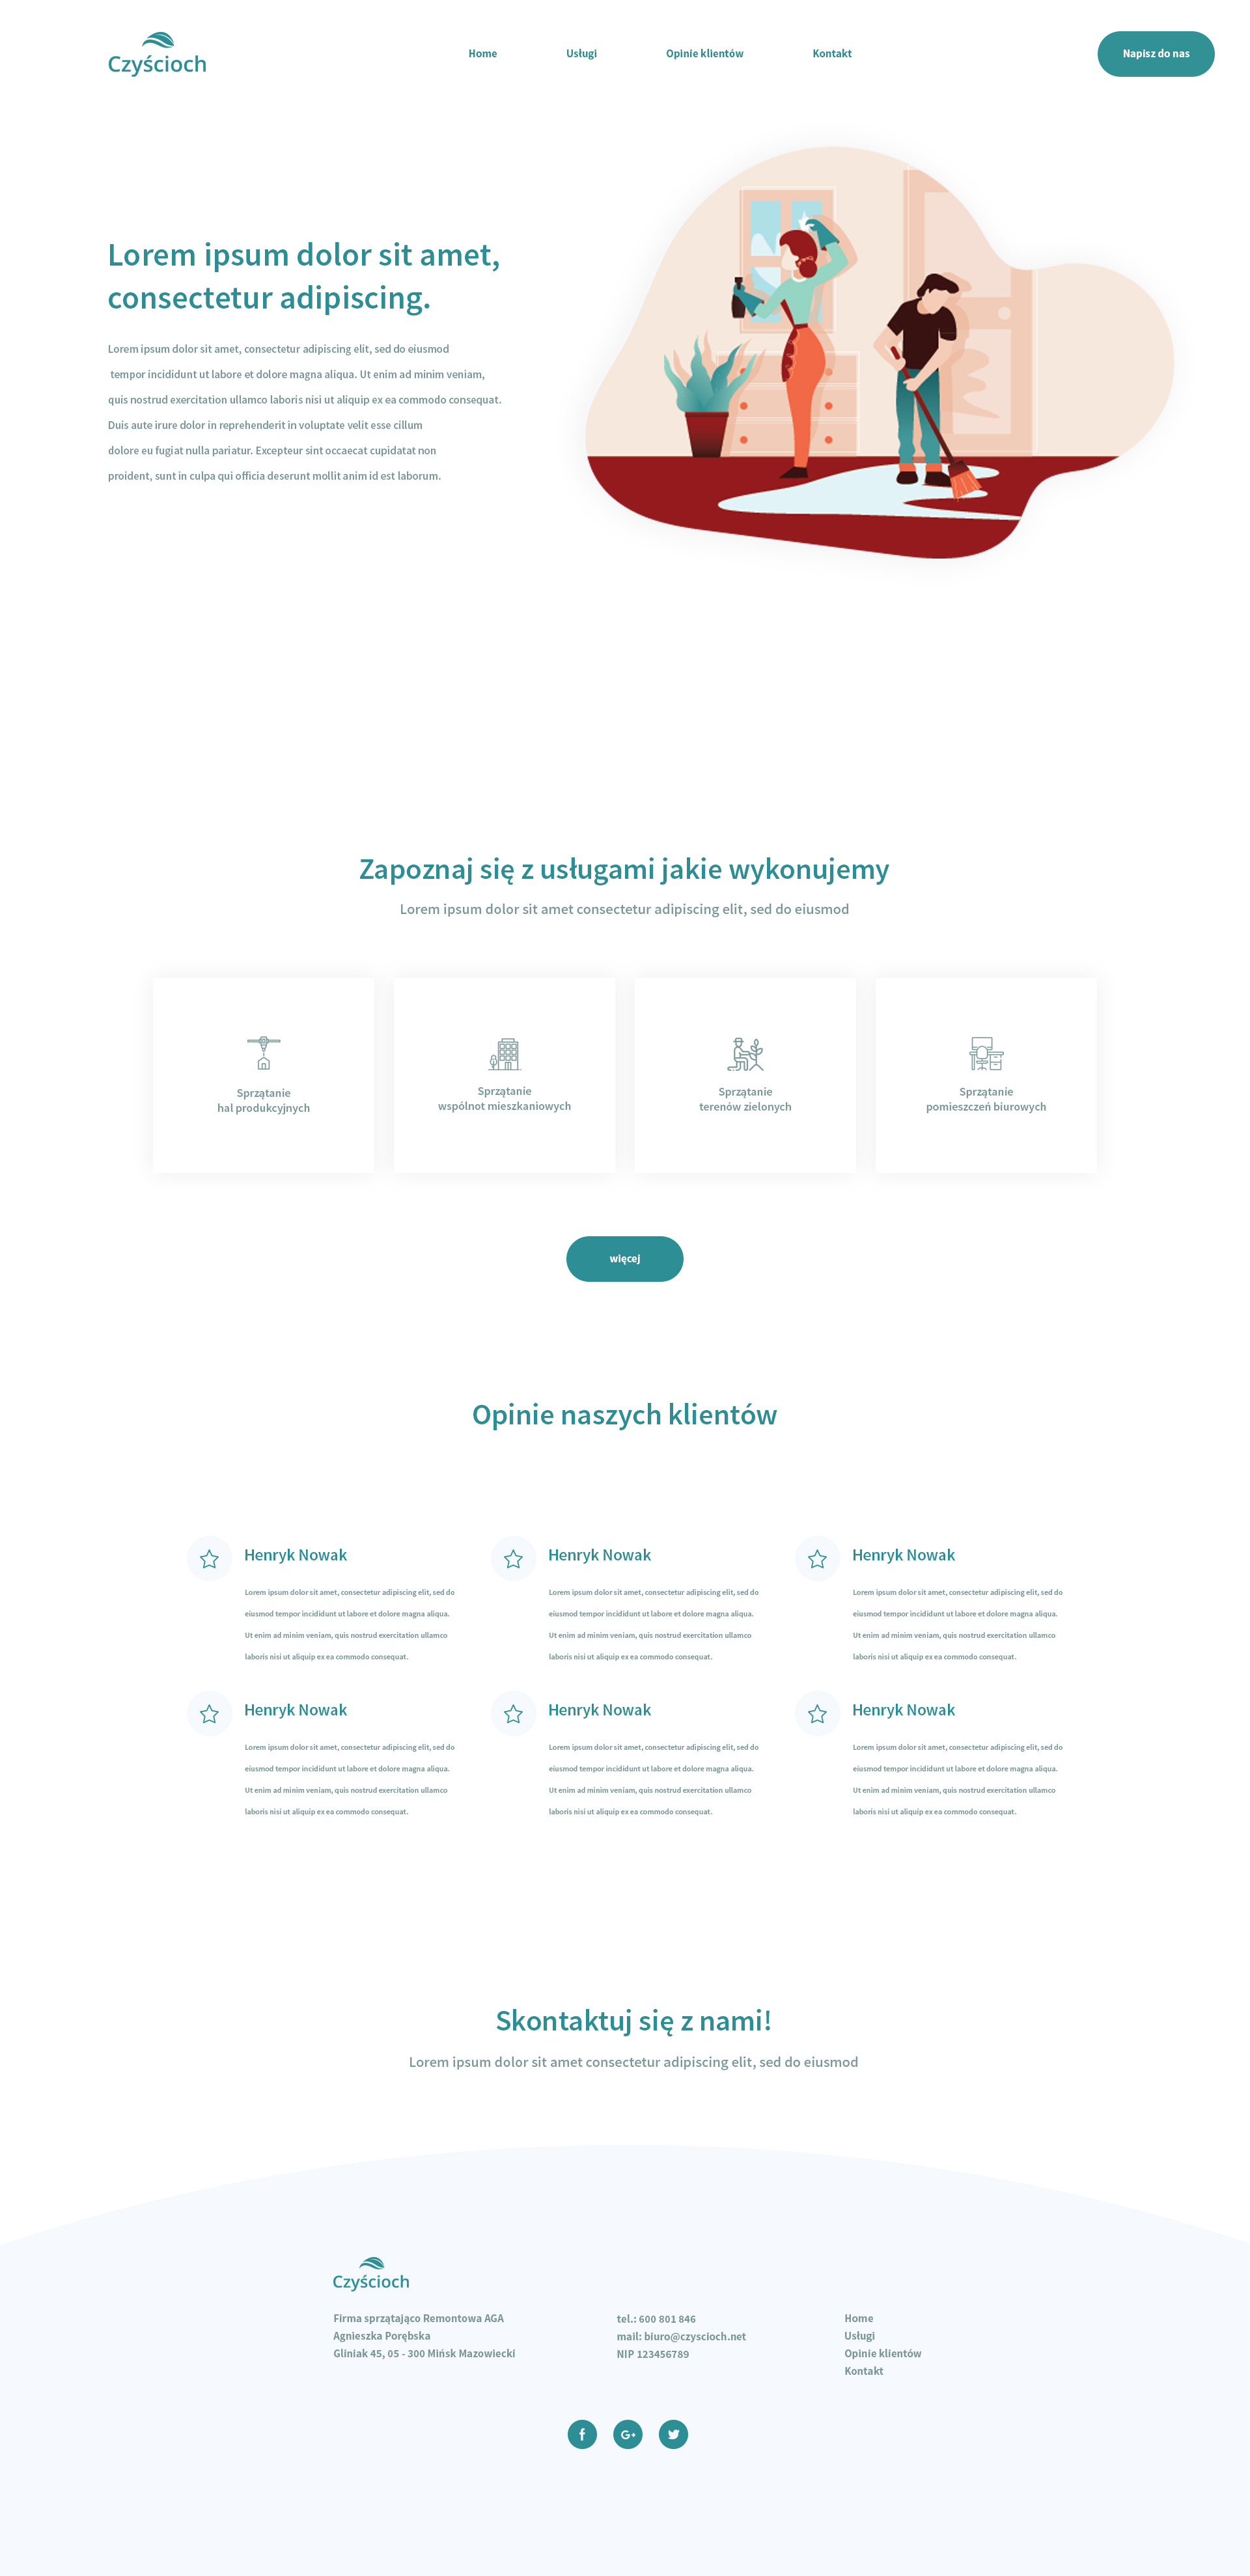 Czyścioch
Home
Usługi
Opinie klientów
Kontakt
Napisz do nas
Lorem ipsum dolor sit amet,
consectetur adipiscing.
Lorem ipsum dolor sit amet, consectetur adipiscing elit, sed do eiusmod
tempor incididunt ut labore et dolore magna aliqua. Ut enim ad minim veniam,
quis nostrud exercitation ullamco laboris nisi ut aliquip ex ea commodo consequat.
Duis aute irure dolor in reprehenderit in voluptate velit esse cillum
dolore eu fugiat nulla pariatur. Excepteur sint occaecat cupidatat non
proident, sunt in culpa qui officia deserunt mollit anim id est laborum.
Zapoznaj się z usługami jakie wykonujemy
Lorem ipsum dolor sit amet consectetur adipiscing elit, sed do eiusmod
Sprzątanie
hal produkcyjnych
Sprzątanie
wspólnot mieszkaniowych
Sprzątanie
terenów zielonych
Sprzątanie
pomieszczeń biurowych
więcej
Opinie naszych klientów
Henryk Nowak
Lorem ipsum dolor sit amet, consectetur adipiscing elit, sed do
eiusmod tempor incididunt ut labore et dolore magna aliqua.
Ut enim ad minim veniam, quis nostrud exercitation ullamco
laboris nisi ut aliquip ex ea commodo consequat.
Henryk Nowak
Lorem ipsum dolor sit amet, consectetur adipiscing elit, sed do
eiusmod tempor incididunt ut labore et dolore magna aliqua.
Ut enim ad minim veniam, quis nostrud exercitation ullamco
laboris nisi ut aliquip ex ea commodo consequat.
Henryk Nowak
Lorem ipsum dolor sit amet, consectetur adipiscing elit, sed do
eiusmod tempor incididunt ut labore et dolore magna aliqua.
Ut enim ad minim veniam, quis nostrud exercitation ullamco
laboris nisi ut aliquip ex ea commodo consequat.
Henryk Nowak
Lorem ipsum dolor sit amet, consectetur adipiscing elit, sed do
eiusmod tempor incididunt ut labore et dolore magna aliqua.
Ut enim ad minim veniam, quis nostrud exercitation ullamco
laboris nisi ut aliquip ex ea commodo consequat.
Henryk Nowak
Lorem ipsum dolor sit amet, consectetur adipiscing elit, sed do
eiusmod tempor incididunt ut labore et dolore magna aliqua.
Ut enim ad minim veniam, quis nostrud exercitation ullamco
laboris nisi ut aliquip ex ea commodo consequat.
Henryk Nowak
Lorem ipsum dolor sit amet, consectetur adipiscing elit, sed do
eiusmod tempor incididunt ut labore et dolore magna aliqua.
Ut enim ad minim veniam, quis nostrud exercitation ullamco
laboris nisi ut aliquip ex ea commodo consequat.
Skontaktuj się z nami!
Lorem ipsum dolor sit amet consectetur adipiscing elit, sed do eiusmod
Czyścioch
Firma sprzątająco Remontowa AGA
Agnieszka Porębska
Gliniak 45, 05 - 300 Mińsk Mazowiecki
tel.: 600 801 846
mail: biuro@czyscioch.net
NIP 123456789
Home
Usługi
Opinie klientów
Kontakt